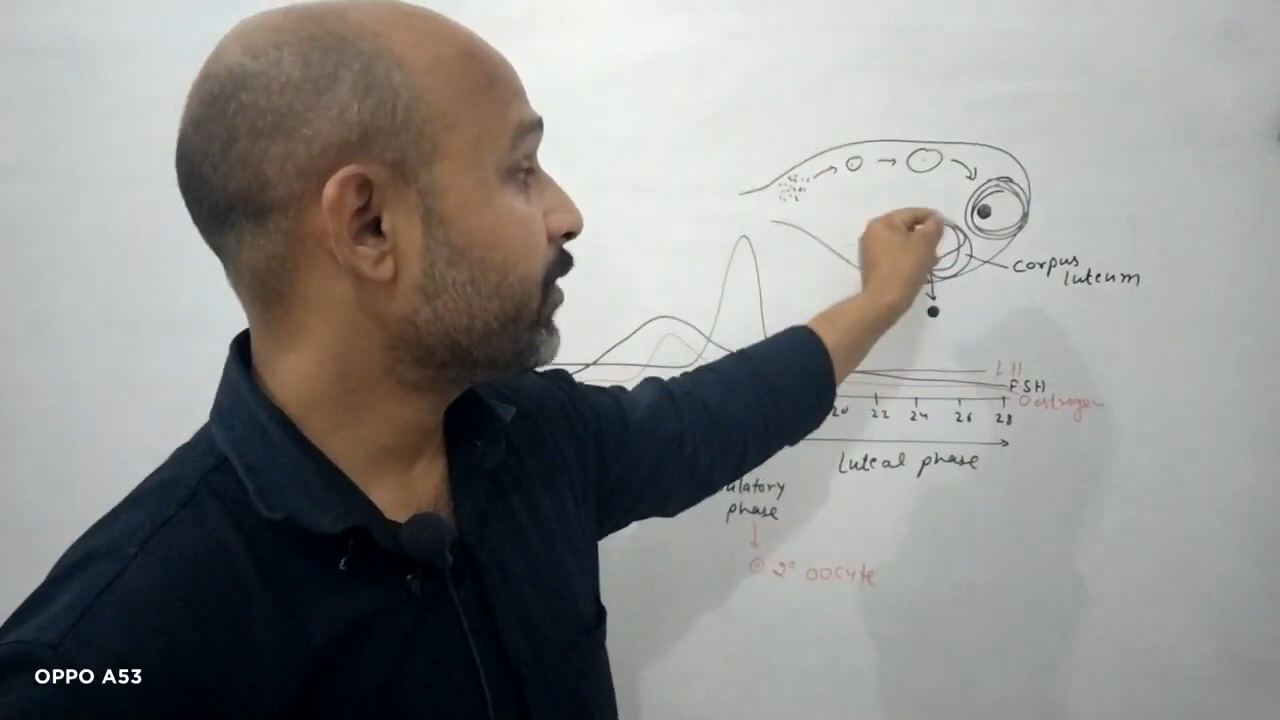 corpus
luteum
LH
FSH
Oestrogen
20 22 24 26 28
luteal phase
ulatory
phase
2° oocyte
OPPO A53